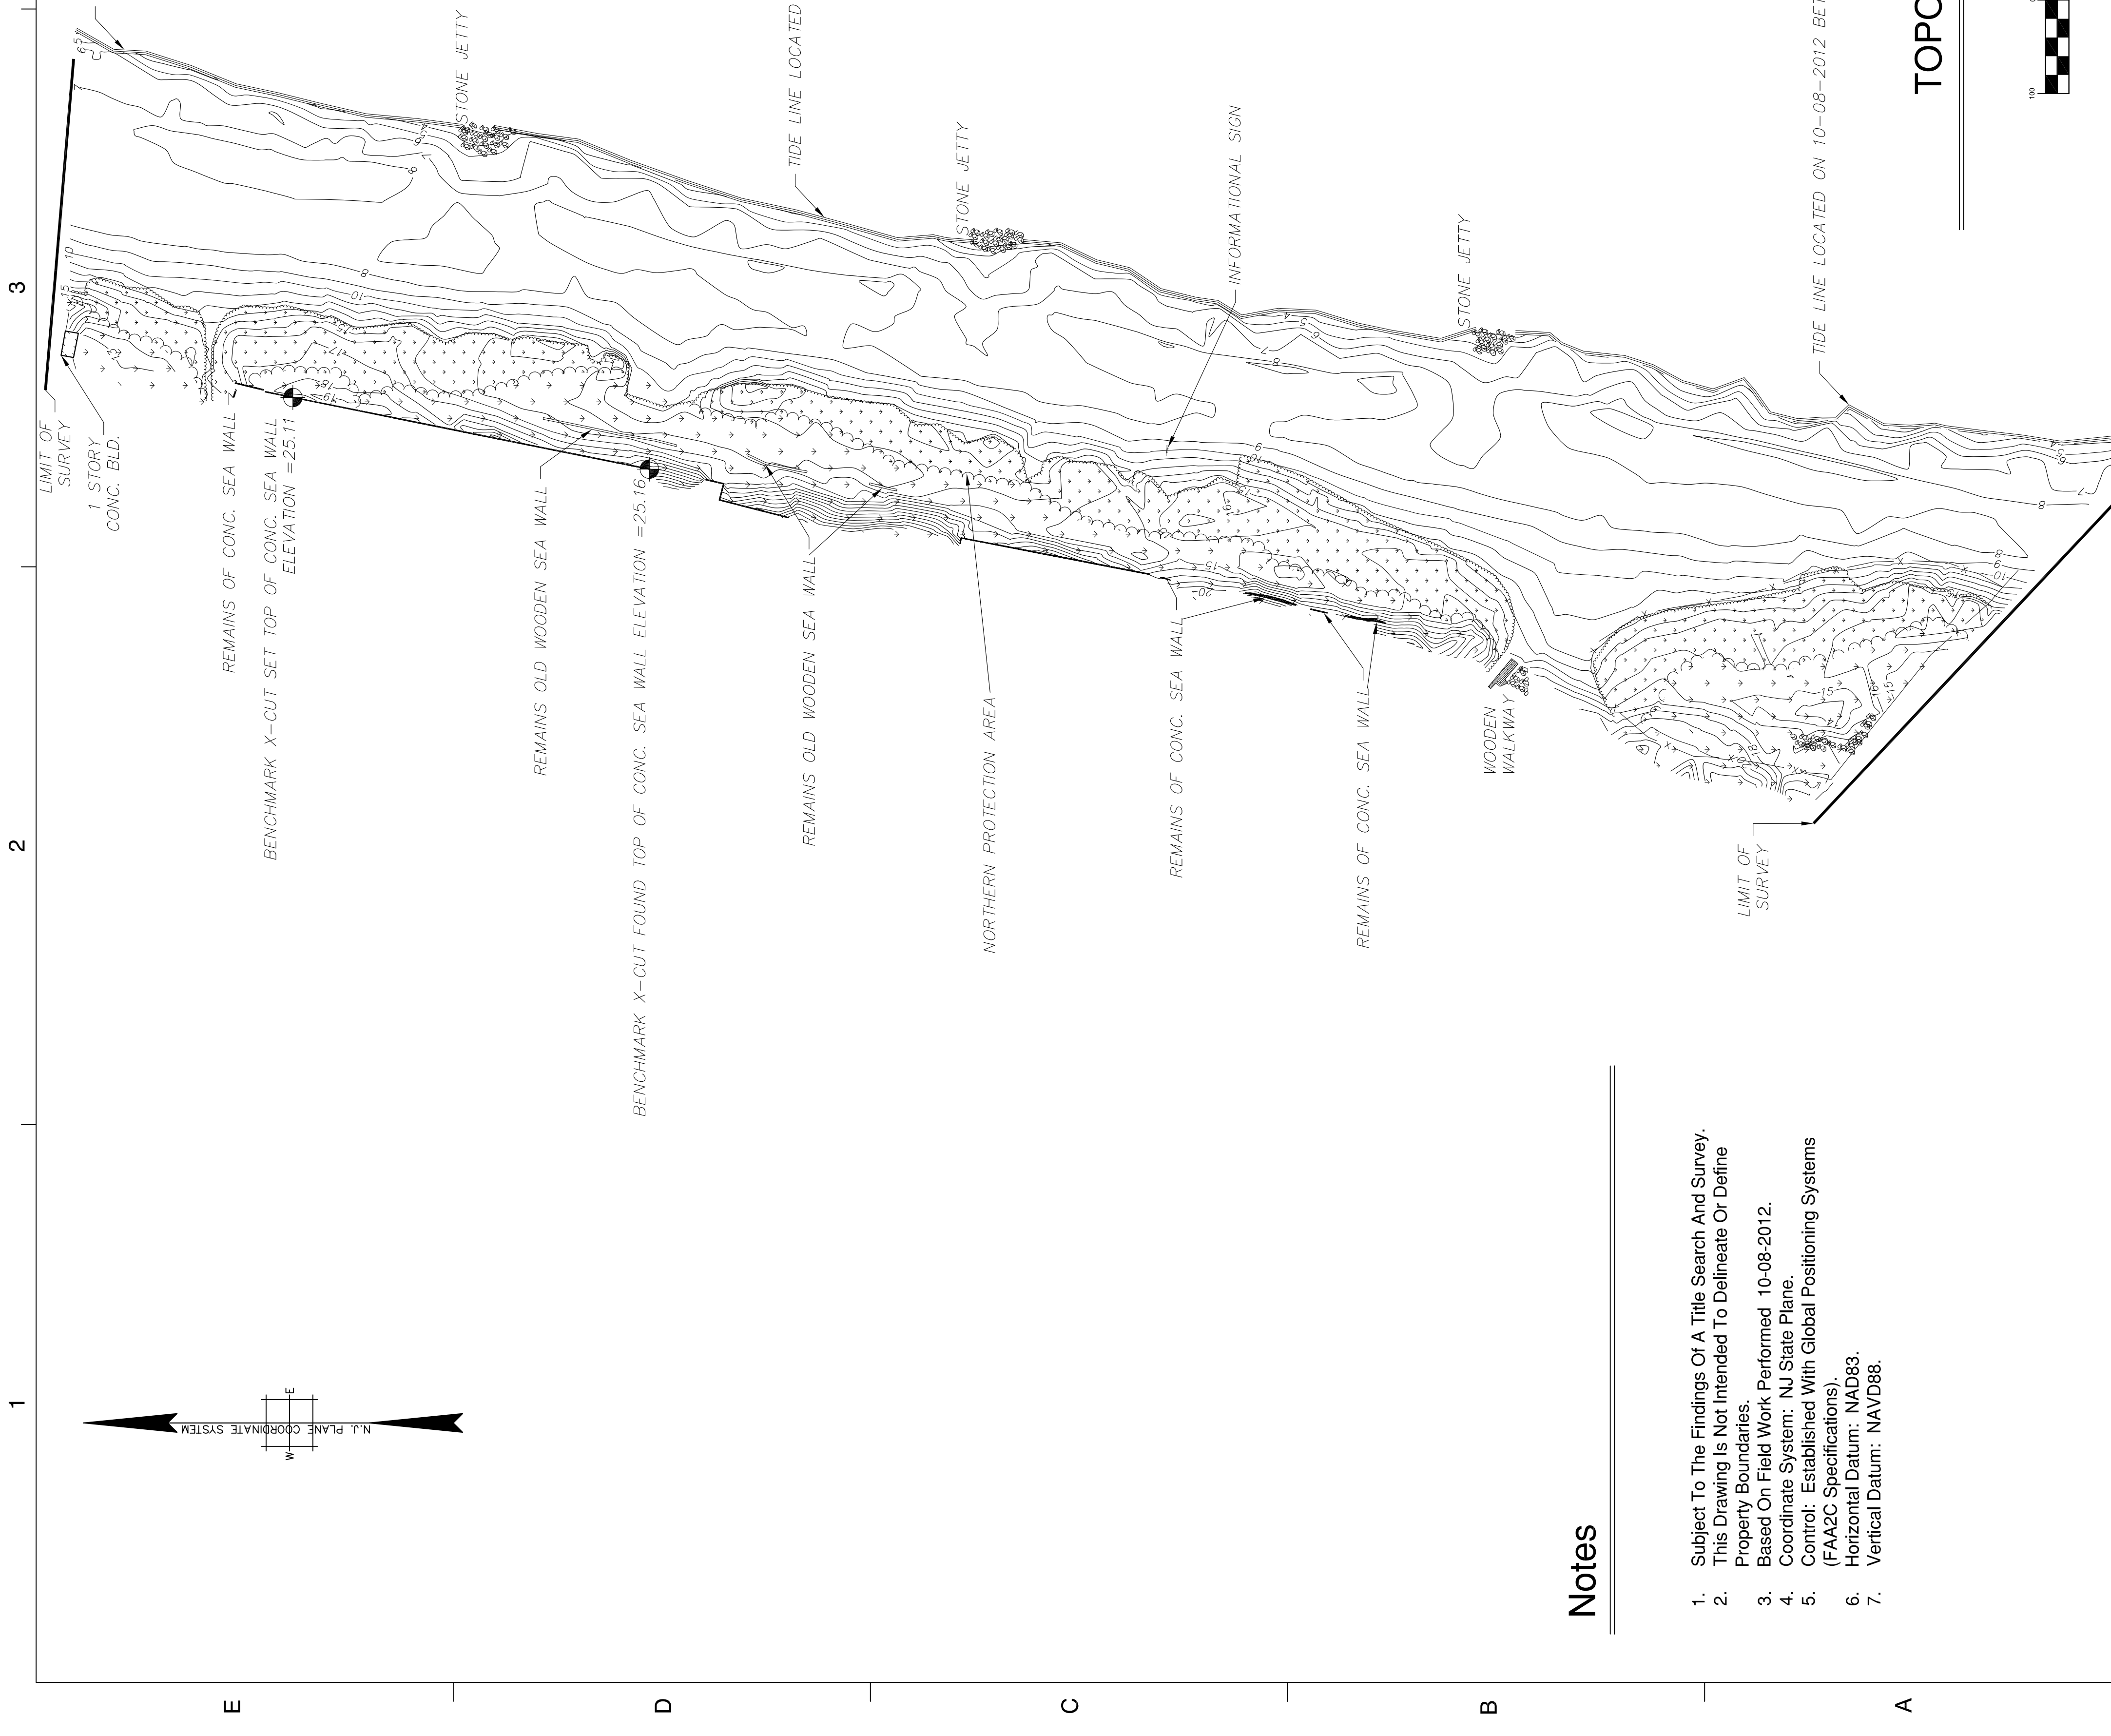 LIMIT OF
SURVEY
1 STORY
CONC. BLD.
REMAINS OF CONC. SEA WALL
BENCHMARK X-CUT SET TOP OF CONC. SEA WALL
ELEVATION =25.11
REMAINS OLD WOODEN SEA WALL
BENCHMARK X-CUT FOUND TOP OF CONC. SEA WALL ELEVATION =25.16
REMAINS OLD WOODEN SEA WALL
NORTHERN PROTECTION AREA
REMAINS OF CONC. SEA WALL
REMAINS OF CONC. SEA WALL
WOODEN
WALKWAY
LIMIT OF
SURVEY
STONE JETTY
TIDE LINE LOCATED
STONE JETTY
INFORMATIONAL SIGN
STONE JETTY
TIDE LINE LOCATED ON 10-08-2012 BET
TOPO
100
N.J. PLANE COORDINATE SYSTEM
W
E
Notes
1. Subject To The Findings Of A Title Search And Survey.
2. This Drawing Is Not Intended To Delineate Or Define
Property Boundaries.
3. Based On Field Work Performed 10-08-2012.
4. Coordinate System: NJ State Plane.
5. Control: Established With Global Positioning Systems
(FAA2C Specifications).
6. Horizontal Datum: NAD83.
7. Vertical Datum: NAVD88.
1
2
3
E
D
C
B
A